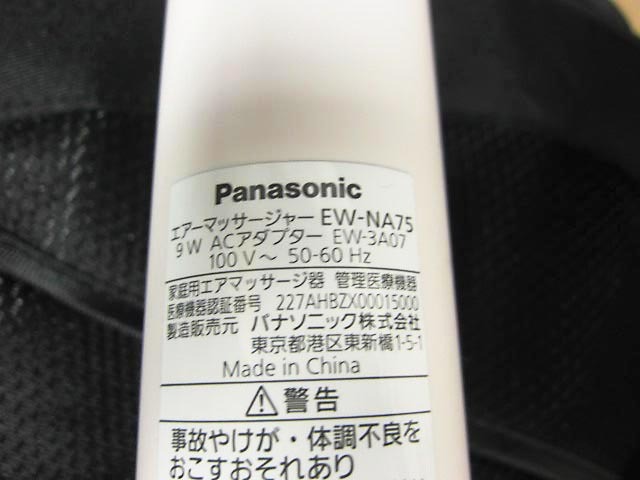 Panasonic
エアーマッサージャー EW-NA75
9W ACアダプター EW-3A07
100 V～ 50-60 Hz
家庭用エアマッサージ器 管理医療機器
医療機器認証番号 227AHBZX00015000
製造販売元 パナソニック株式会社
東京都港区東新橋1-5-1
Made in China
⚠警告
事故やけが・体調不良を
おこすおそれあり